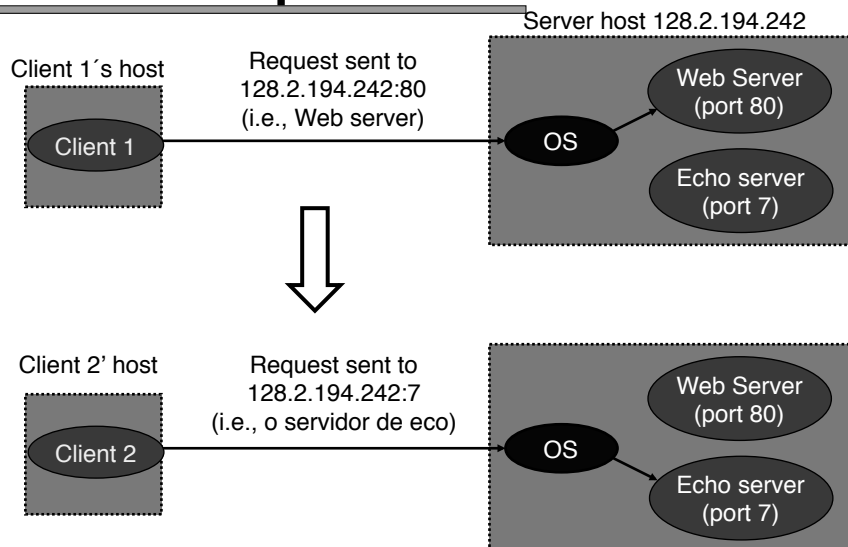 Server host 128.2.194.242
Client 1´s host
Request sent to
128.2.194.242:80
(i.e., Web server)
Client 1
OS
Web Server
(port 80)
Echo server
(port 7)
Client 2' host
Request sent to
128.2.194.242:7
(i.e., o servidor de eco)
Client 2
OS
Web Server
(port 80)
Echo server
(port 7)